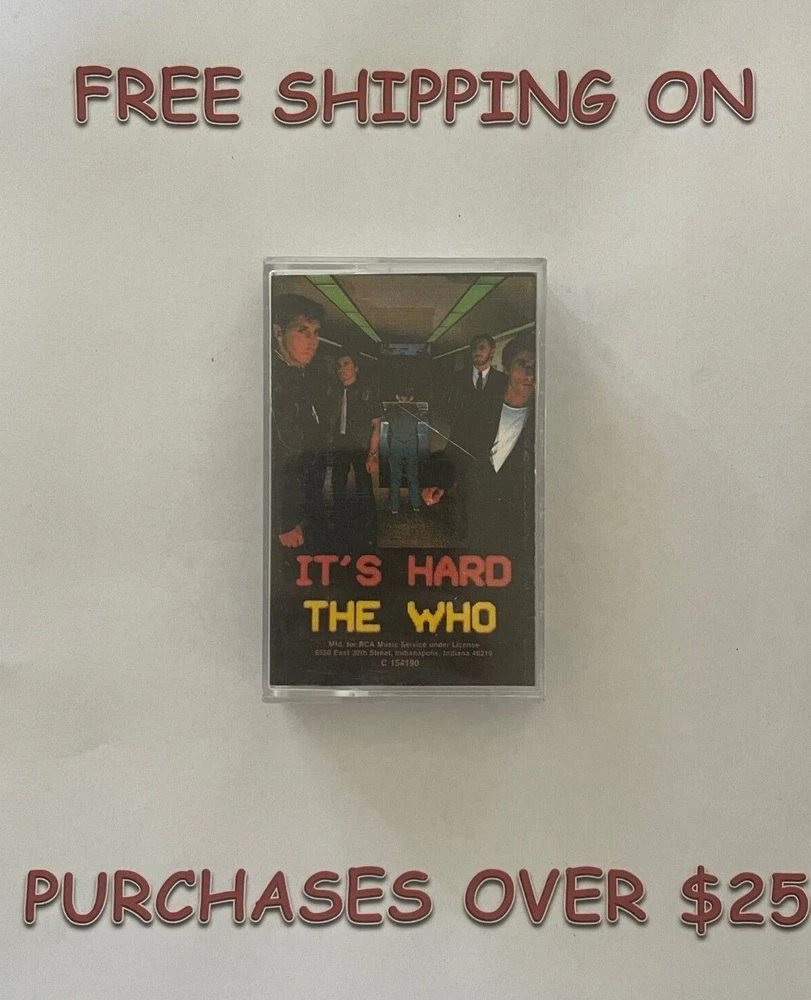 FREE SHIPPING ON
IT'S HARD
THE WHO
Mfd. for RCA Music Service under License
6550 East 30th Street, Indianapolis, Indiana 46219
C 154190
PURCHASES OVER $25